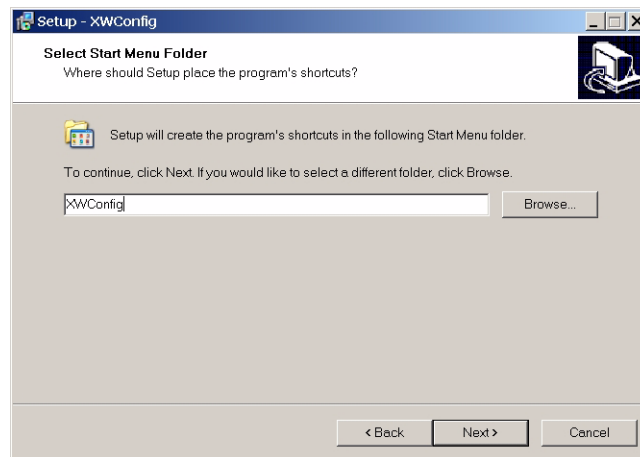 Setup - XWConfig
Select Start Menu Folder
Where should Setup place the program's shortcuts?
Setup will create the program's shortcuts in the following Start Menu folder.
To continue, click Next. If you would like to select a different folder, click Browse.
XWConfig
Browse...
< Back
Next >
Cancel